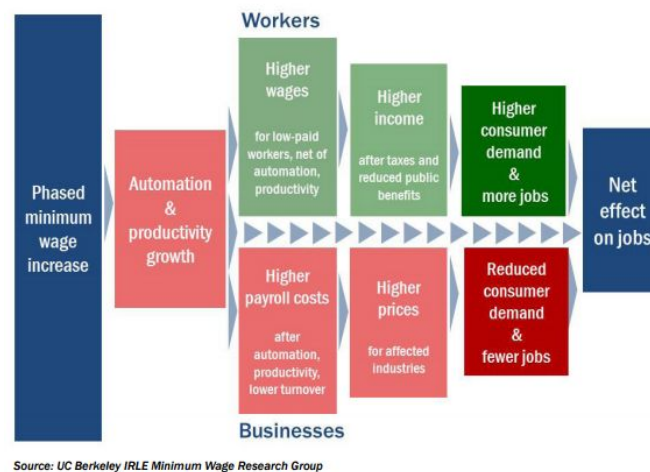 Workers
Phased
minimum
wage
increase
Automation
&
productivity
growth
Higher
wages
for low-paid
workers, net of
automation,
productivity
Higher
income
after taxes and
reduced public
benefits
Higher
consumer
demand
&
more jobs
Higher
payroll costs
after
automation,
productivity,
lower turnover
Higher
prices
for affected
industries
Reduced
consumer
demand
&
fewer jobs
Net
effect
on jobs
Businesses
Source: UC Berkeley IRLE Minimum Wage Research Group